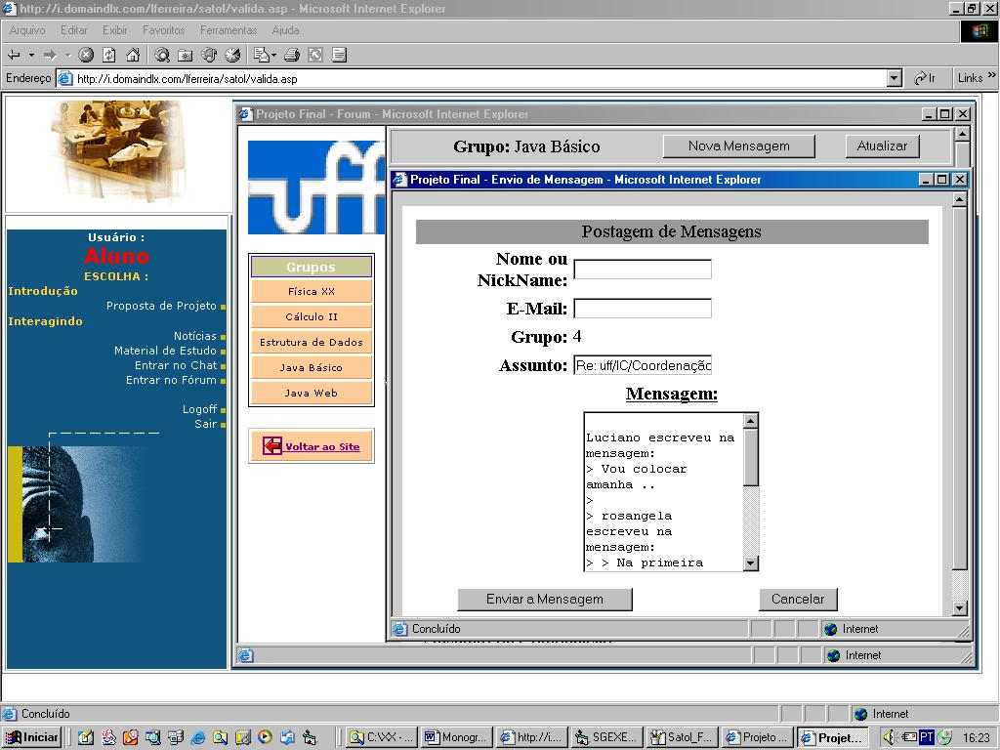 http://i.domaindlx.com/lferreira/satol/valida.asp - Microsoft Internet Explorer
Arquivo Editar Exibir Favoritos Ferramentas Ajuda
Endereço http://i.domaindlx.com/lferreira/satol/valida.asp Ir Links »
Projeto Final - Forum - Microsoft Internet Explorer
uff
Grupo: Java Básico Nova Mensagem Atualizar
Usuário :
Aluno
ESCOLHA :
Introdução
Proposta de Projeto
Interagindo
Notícias
Material de Estudo
Entrar no Chat
Entrar no Fórum
Logoff
Sair
Grupos
Física XX
Cálculo II
Estrutura de Dados
Java Básico
Java Web
Voltar ao Site
Projeto Final - Envio de Mensagem - Microsoft Internet Explorer
Postagem de Mensagens
Nome ou
NickName:
E-Mail:
Grupo: 4
Assunto: Re: uff/IC/Coordenação
Mensagem:
Luciano escreveu na
mensagem:
> Vou colocar
amanha ..
>
> rosangela
escreveu na
mensagem:
> > Na primeira
Enviar a Mensagem Cancelar
Concluído Internet
Internet
Concluído Internet
Iniciar C:\XX - ... Monogr... http://i.... SGEXE... Satol_F... Projeto ... Projet... PT 16:23